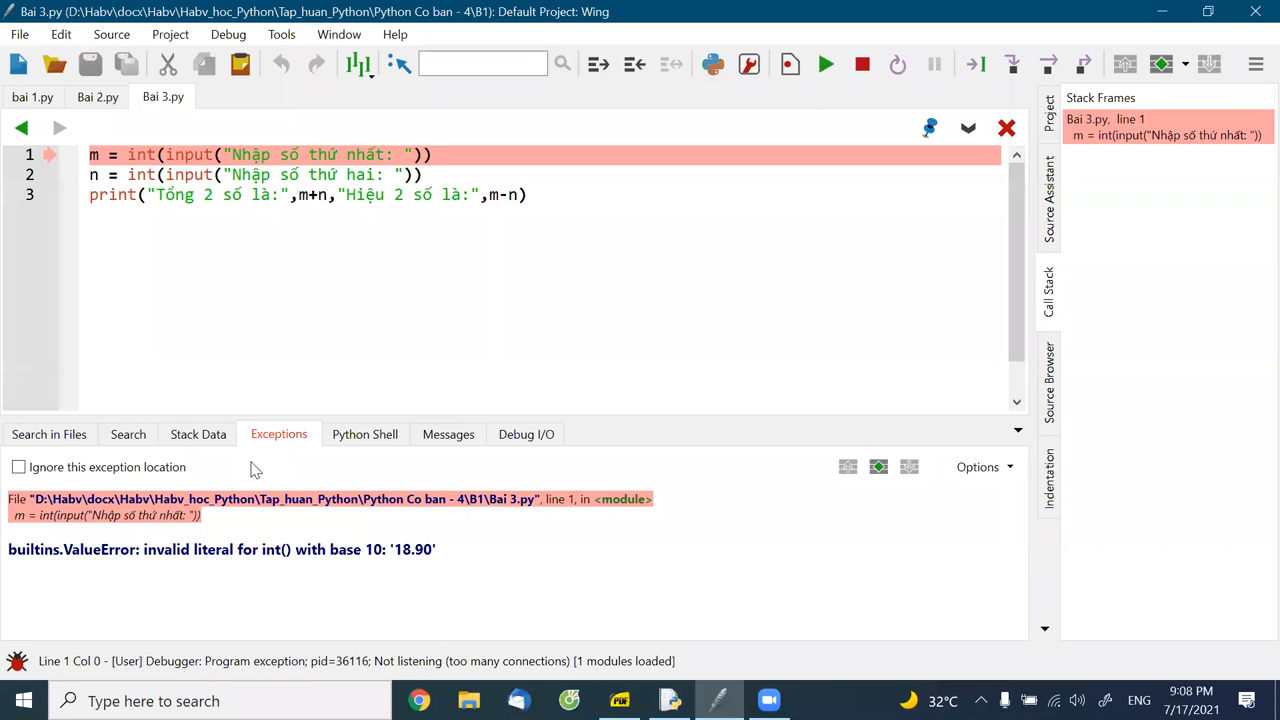 Bai 3.py (D:\Habv\docx\Habv\Habv_hoc_Python\Tap_huan_Python\Python Co ban - 4\B1): Default Project: Wing
File Edit Source Project Debug Tools Window Help
bai 1.py Bai 2.py Bai 3.py
1 m = int(input("Nhập số thứ nhất: "))
2 n = int(input("Nhập số thứ hai: "))
3 print("Tổng 2 số là:",m+n,"Hiệu 2 số là:",m-n)
Project
Source Assistant
Call Stack
Source Browser
Indentation
Stack Frames
Bai 3.py, line 1
m = int(input("Nhập số thứ nhất: "))
Search in Files Search Stack Data Exceptions Python Shell Messages Debug I/O
Ignore this exception location Options
File "D:\Habv\docx\Habv\Habv_hoc_Python\Tap_huan_Python\Python Co ban - 4\B1\Bai 3.py", line 1, in <module>
m = int(input("Nhập số thứ nhất: "))
builtins.ValueError: invalid literal for int() with base 10: '18.90'
Line 1 Col 0 - [User] Debugger: Program exception; pid=36116; Not listening (too many connections) [1 modules loaded]
Type here to search
PDF
32°C
ENG
9:08 PM
7/17/2021